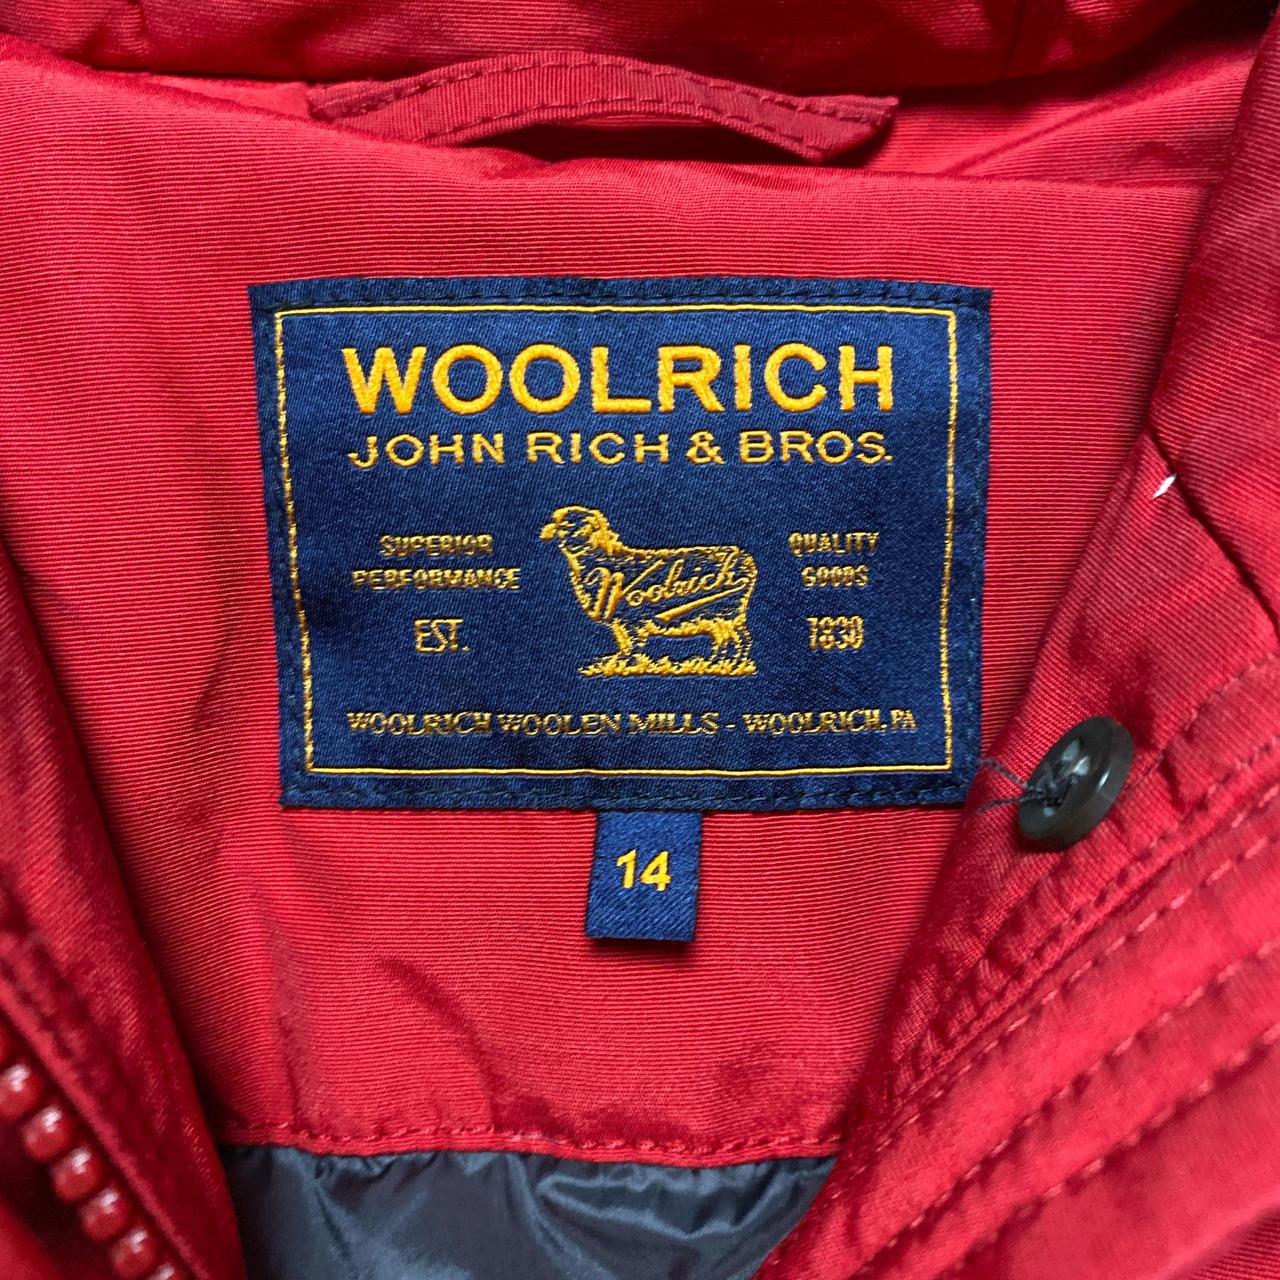 WOOLRICH
JOHN RICH & BROS.
SUPERIOR
PERFORMANCE
EST.
Woolrich
QUALITY
GOODS
1830
WOOLRICH WOOLEN MILLS - WOOLRICH, PA
14